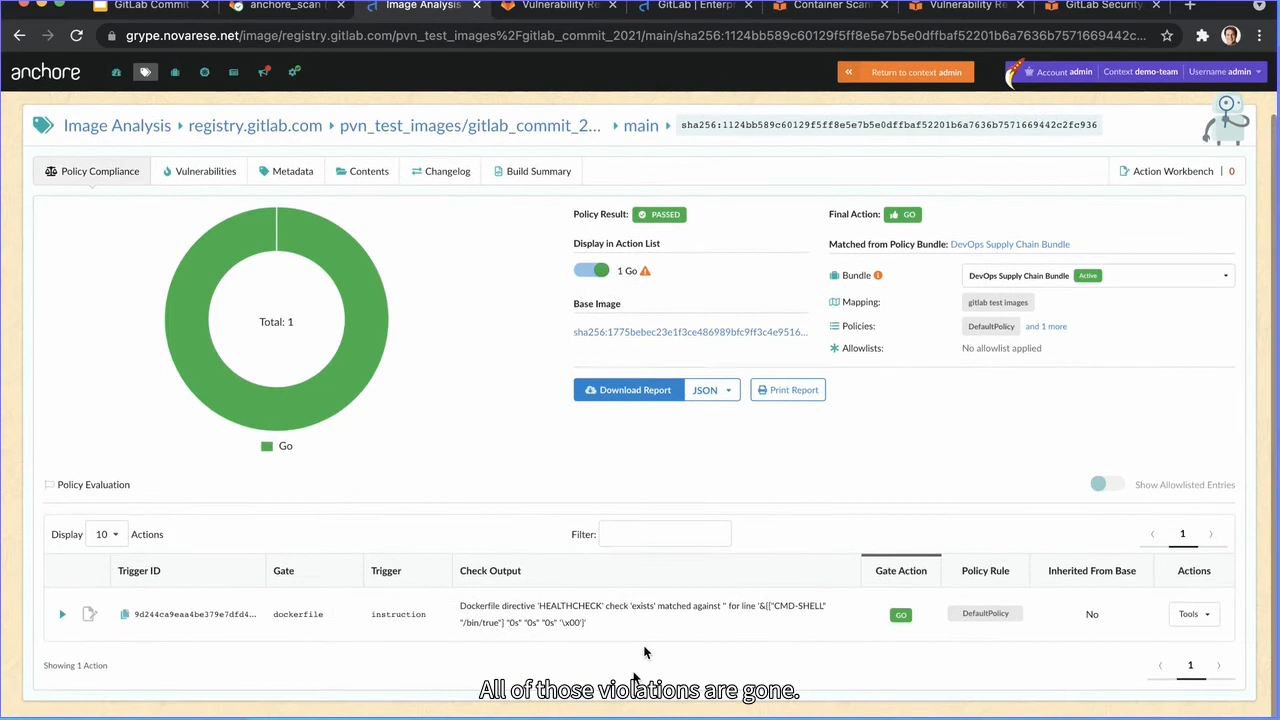 GitLab Commit
anchore_scan (
Image Analysis
Vulnerability Re
GitLab | Enterpr
Container Scan
Vulnerability Re
GitLab Security
grype.novarese.net/image/registry.gitlab.com/pvn_test_images%2Fgitlab_commit_2021/main/sha256:1124bb589c60129f5ff8e5e7b5e0dffbaf52201b6a7636b7571669442c...
anchore
Return to context admin
Account admin
Context demo-team
Username admin
Image Analysis
registry.gitlab.com
pvn_test_images/gitlab_commit_2...
main
sha256:1124bb589c60129f5ff8e5e7b5e0dffbaf52201b6a7636b7571669442c2fc936
Policy Compliance
Vulnerabilities
Metadata
Contents
Changelog
Build Summary
Action Workbench | 0
Total: 1
Go
Policy Result: PASSED
Display in Action List
1 Go
Base Image
sha256:1775bebec23e1f3ce486989bfc9ff3c4e9516...
Download Report
JSON
Print Report
Final Action: GO
Matched from Policy Bundle: DevOps Supply Chain Bundle
Bundle
DevOps Supply Chain Bundle Active
Mapping: gitlab test images
Policies: DefaultPolicy and 1 more
Allowlists: No allowlist applied
Policy Evaluation
Show Allowlisted Entries
Display 10 Actions
Filter:
1
Trigger ID
Gate
Trigger
Check Output
Gate Action
Policy Rule
Inherited From Base
Actions
9d244ca9eaa4be379e7dfd4...
dockerfile
instruction
Dockerfile directive 'HEALTHCHECK' check 'exists' matched against '' for line '&{["CMD-SHELL"
"/bin/true"] "0s" "0s" "0s" '\x00'}'
GO
DefaultPolicy
No
Tools
Showing 1 Action
1
All of those violations are gone.